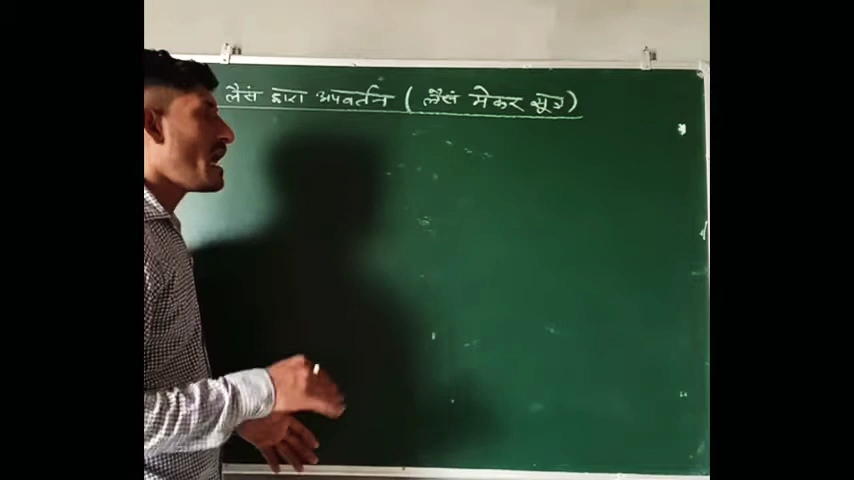 लैसं द्वारा अपवर्तन ( लैसं मेकर सूत्र )